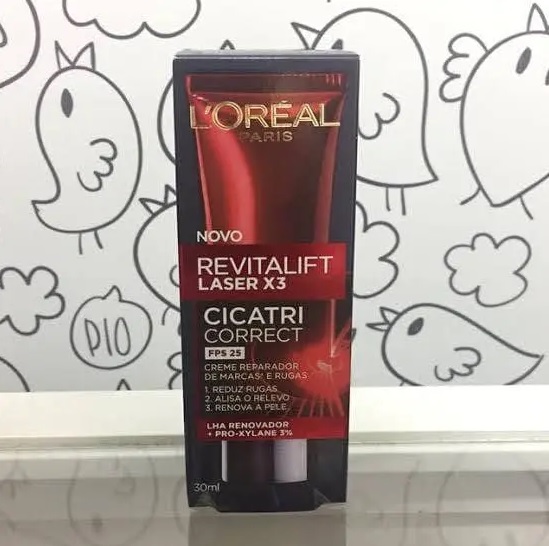 L'ORÉAL
PARIS
NOVO
REVITALIFT
LASER X3
CICATRI
CORRECT
FPS 25
CREME REPARADOR
DE MARCAS* E RUGAS
1. REDUZ RUGAS
2. ALISA O RELEVO
3. RENOVA A PELE
LHA RENOVADOR
+ PRO-XYLANE 3%
30ml
PIO